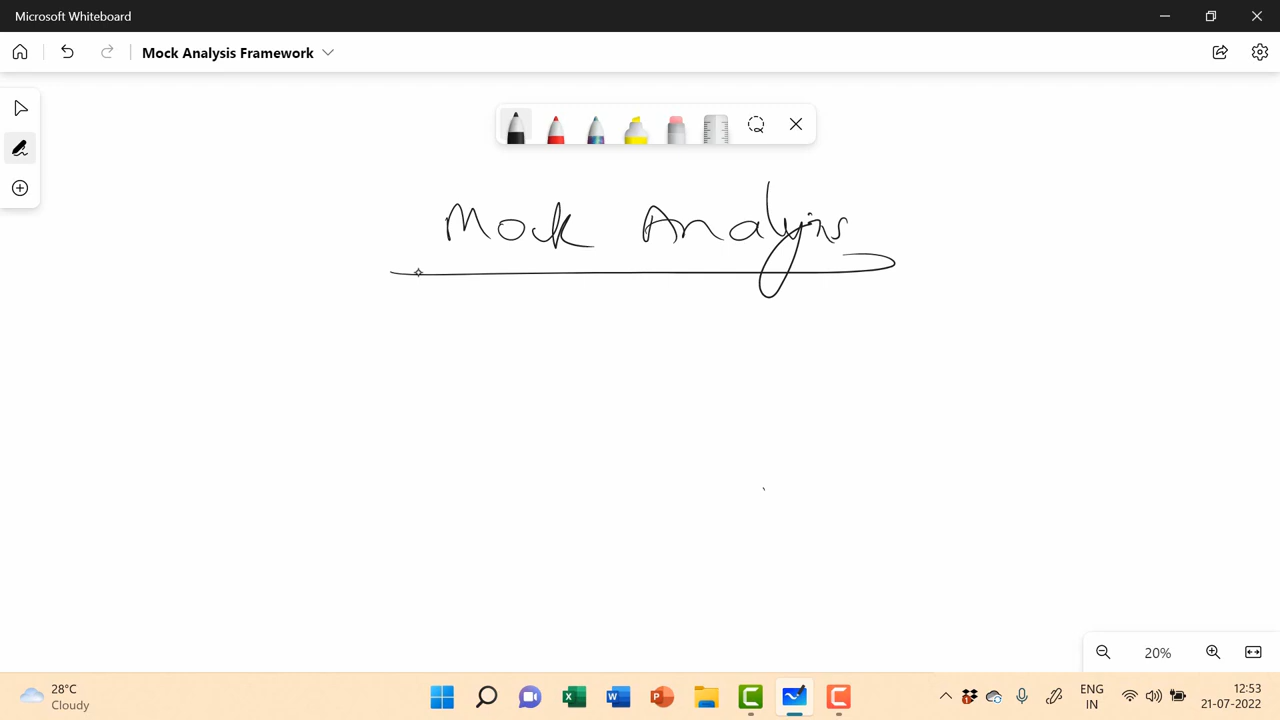 Microsoft Whiteboard
Mock Analysis Framework
Mock Analysis
20%
28°C
Cloudy
ENG
IN
12:53
21-07-2022